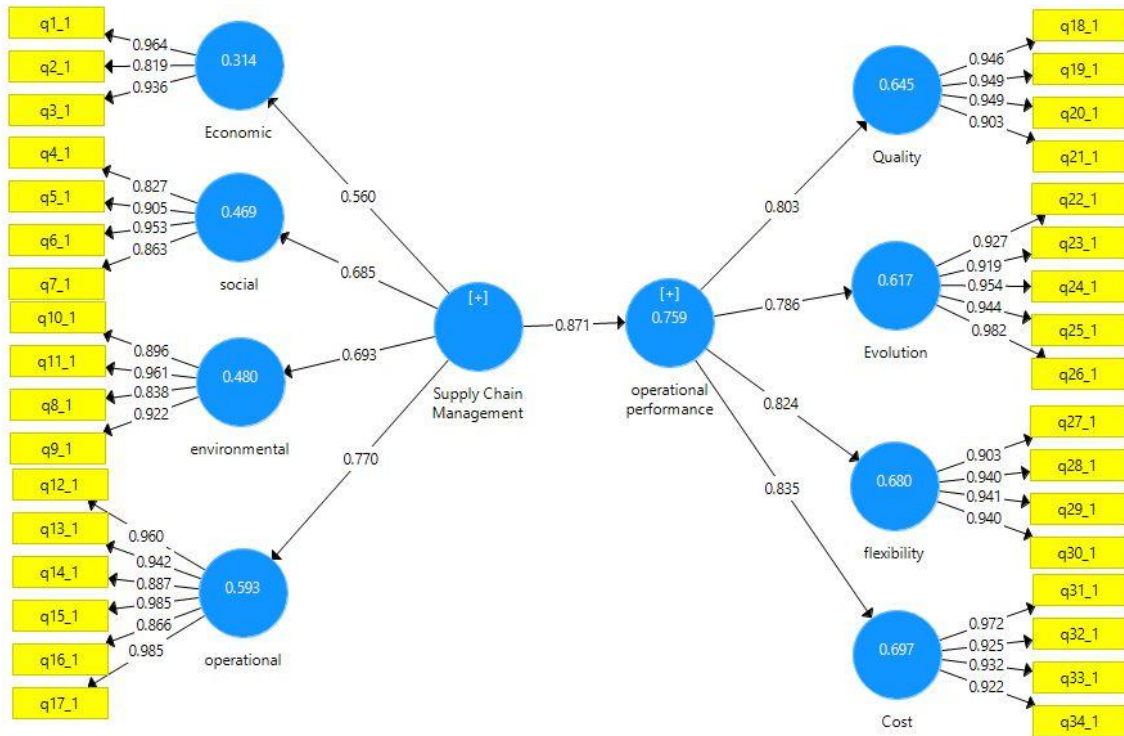 q1_1
q2_1
q3_1
0.964
0.819
0.936
0.314
Economic
q4_1
q5_1
q6_1
q7_1
0.827
0.905
0.953
0.863
0.469
social
q10_1
q11_1
q8_1
q9_1
0.896
0.961
0.838
0.922
0.480
environmental
q12_1
q13_1
q14_1
q15_1
q16_1
q17_1
0.960
0.942
0.887
0.985
0.866
0.985
0.593
operational
0.560
0.685
0.693
0.770
[+]
Supply Chain
Management
0.871
[+]
0.759
operational
performance
0.803
0.786
0.824
0.835
0.645
Quality
0.946
0.949
0.949
0.903
q18_1
q19_1
q20_1
q21_1
0.617
Evolution
0.927
0.919
0.954
0.944
0.982
q22_1
q23_1
q24_1
q25_1
q26_1
0.680
flexibility
0.903
0.940
0.941
0.940
q27_1
q28_1
q29_1
q30_1
0.697
Cost
0.972
0.925
0.932
0.922
q31_1
q32_1
q33_1
q34_1